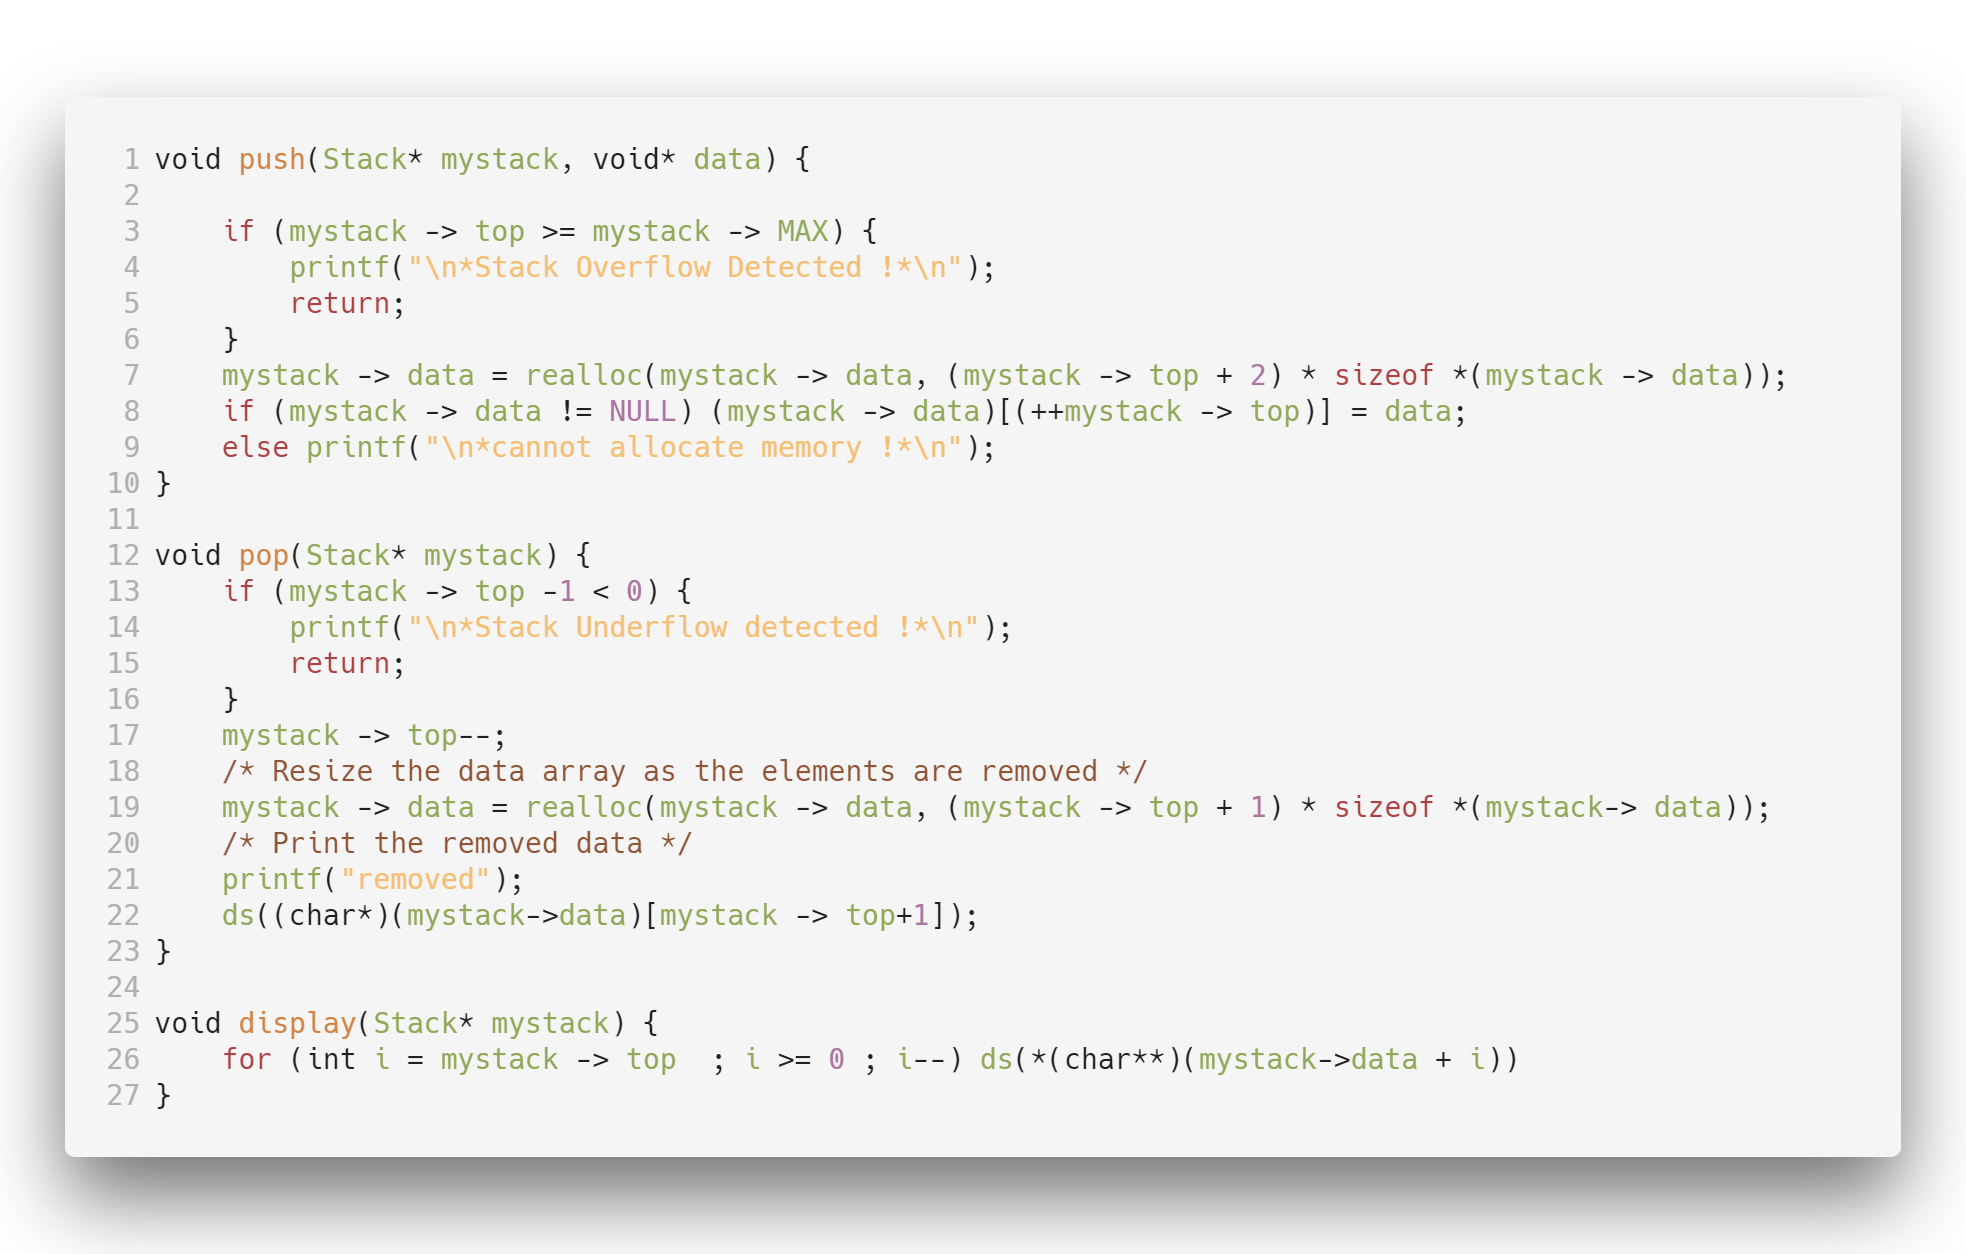 1 void push(Stack* mystack, void* data) {
2
3     if (mystack -> top >= mystack -> MAX) {
4         printf("\n*Stack Overflow Detected !*\n");
5         return;
6     }
7     mystack -> data = realloc(mystack -> data, (mystack -> top + 2) * sizeof *(mystack -> data));
8     if (mystack -> data != NULL) (mystack -> data)[(++mystack -> top)] = data;
9     else printf("\n*cannot allocate memory !*\n");
10 }
11
12 void pop(Stack* mystack) {
13     if (mystack -> top -1 < 0) {
14         printf("\n*Stack Underflow detected !*\n");
15         return;
16     }
17     mystack -> top--;
18     /* Resize the data array as the elements are removed */
19     mystack -> data = realloc(mystack -> data, (mystack -> top + 1) * sizeof *(mystack-> data));
20     /* Print the removed data */
21     printf("removed");
22     ds((char*)(mystack->data)[mystack -> top+1]);
23 }
24
25 void display(Stack* mystack) {
26     for (int i = mystack -> top  ; i >= 0 ; i--) ds(*(char**)(mystack->data + i))
27 }